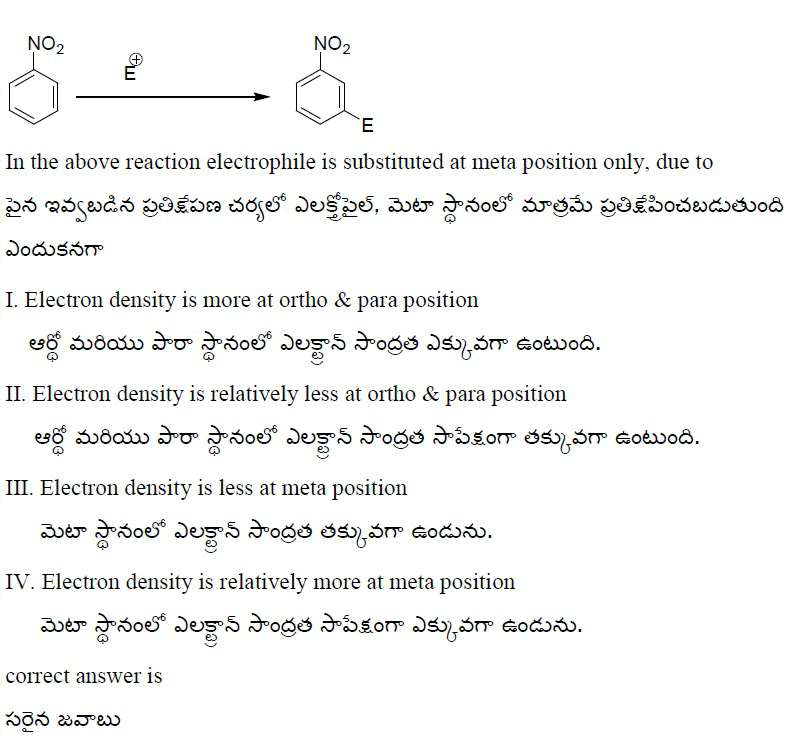 NO2 NO2
E⊕
E
In the above reaction electrophile is substituted at meta position only, due to
పైన ఇవ్వబడిన ప్రతిక్షేపణ చర్యలో ఎలక్ట్రోపైల్, మెటా స్థానంలో మాత్రమే ప్రతిక్షేపించబడుతుంది
ఎందుకనగా
I. Electron density is more at ortho & para position
ఆర్థో మరియు పారా స్థానంలో ఎలక్ట్రాన్ సాంద్రత ఎక్కువగా ఉంటుంది.
II. Electron density is relatively less at ortho & para position
ఆర్థో మరియు పారా స్థానంలో ఎలక్ట్రాన్ సాంద్రత సాపేక్షంగా తక్కువగా ఉంటుంది.
III. Electron density is less at meta position
మెటా స్థానంలో ఎలక్ట్రాన్ సాంద్రత తక్కువగా ఉండును.
IV. Electron density is relatively more at meta position
మెటా స్థానంలో ఎలక్ట్రాన్ సాంద్రత సాపేక్షంగా ఎక్కువగా ఉండును.
correct answer is
సరైన జవాబు